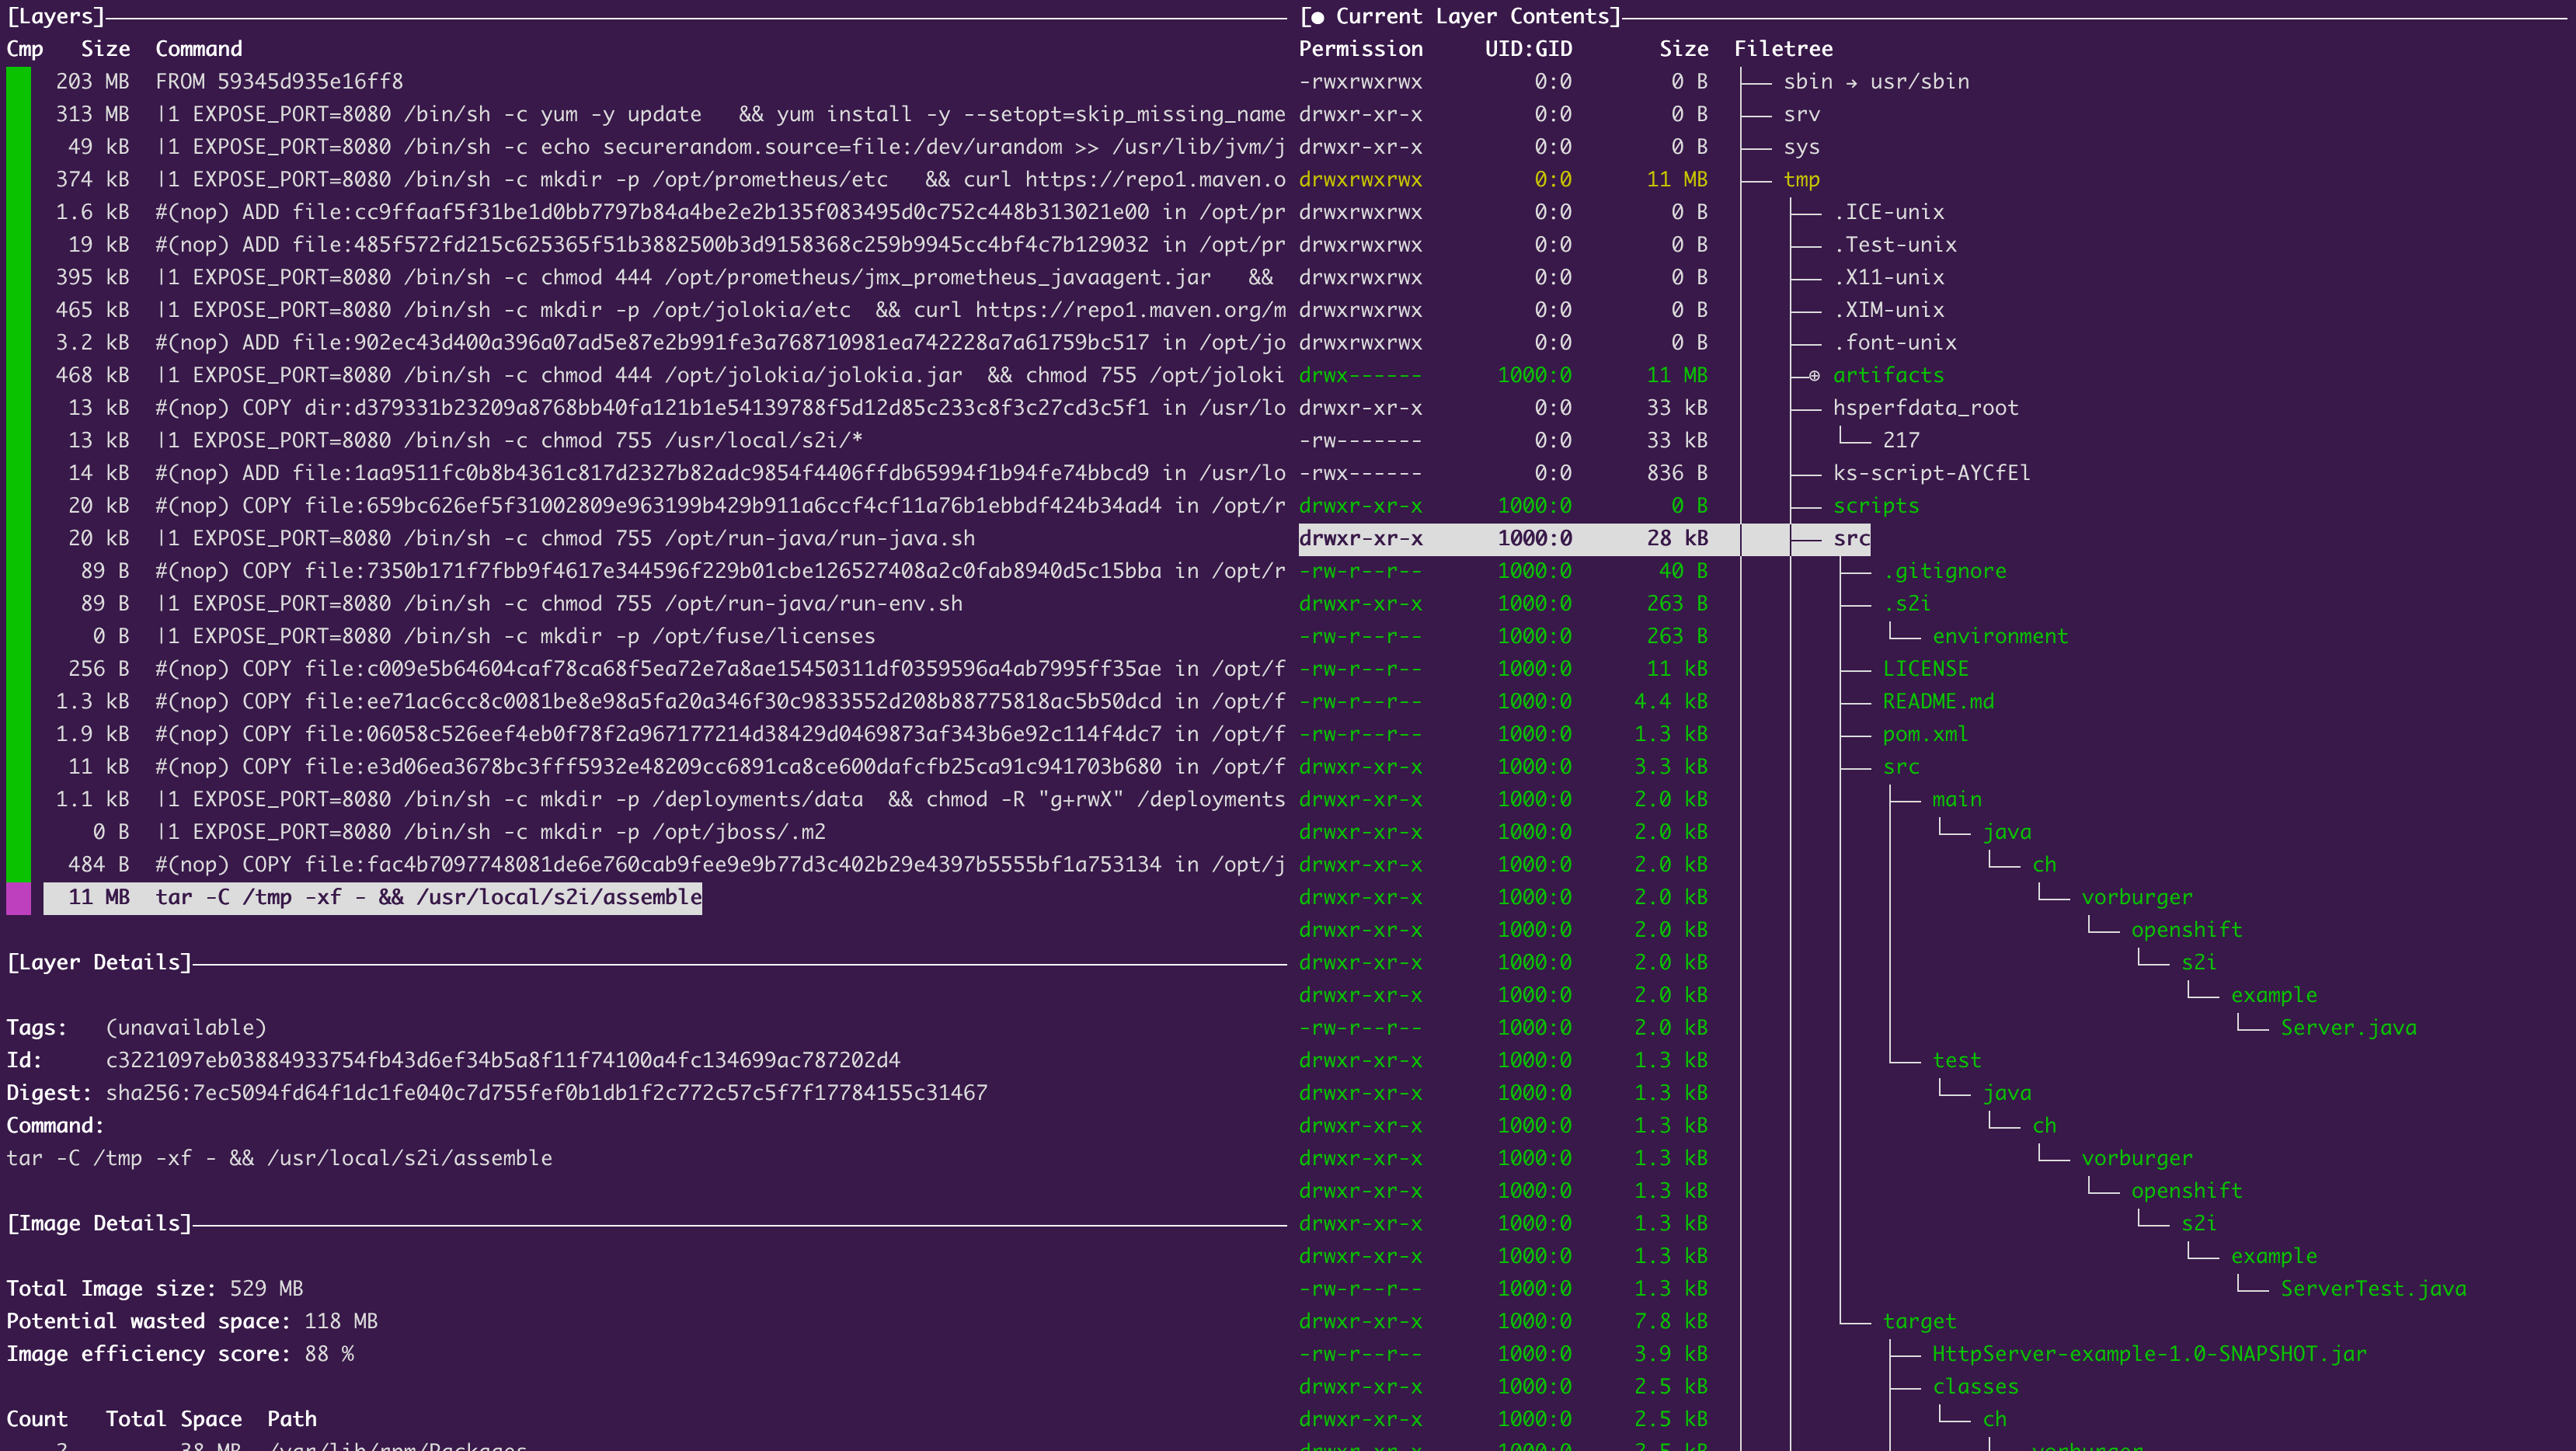 [Layers]
Cmp Size Command
203 MB FROM 59345d935e16ff8
313 MB |1 EXPOSE_PORT=8080 /bin/sh -c yum -y update && yum install -y --setopt=skip_missing_name
49 kB |1 EXPOSE_PORT=8080 /bin/sh -c echo securerandom.source=file:/dev/urandom >> /usr/lib/jvm/j
374 kB |1 EXPOSE_PORT=8080 /bin/sh -c mkdir -p /opt/prometheus/etc && curl https://repo1.maven.o
1.6 kB #(nop) ADD file:cc9ffaaf5f31be1d0bb7797b84a4be2e2b135f083495d0c752c448b313021e00 in /opt/pr
19 kB #(nop) ADD file:485f572fd215c625365f51b3882500b3d9158368c259b9945cc4bf4c7b129032 in /opt/pr
395 kB |1 EXPOSE_PORT=8080 /bin/sh -c chmod 444 /opt/prometheus/jmx_prometheus_javaagent.jar &&
465 kB |1 EXPOSE_PORT=8080 /bin/sh -c mkdir -p /opt/jolokia/etc && curl https://repo1.maven.org/m
3.2 kB #(nop) ADD file:902ec43d400a396a07ad5e87e2b991fe3a768710981ea742228a7a61759bc517 in /opt/jo
468 kB |1 EXPOSE_PORT=8080 /bin/sh -c chmod 444 /opt/jolokia/jolokia.jar && chmod 755 /opt/joloki
13 kB #(nop) COPY dir:d379331b23209a8768bb40fa121b1e54139788f5d12d85c233c8f3c27cd3c5f1 in /usr/lo
13 kB |1 EXPOSE_PORT=8080 /bin/sh -c chmod 755 /usr/local/s2i/*
14 kB #(nop) ADD file:1aa9511fc0b8b4361c817d2327b82adc9854f4406ffdb65994f1b94fe74bbcd9 in /usr/lo
20 kB #(nop) COPY file:659bc626ef5f31002809e963199b429b911a6ccf4cf11a76b1ebbdf424b34ad4 in /opt/r
20 kB |1 EXPOSE_PORT=8080 /bin/sh -c chmod 755 /opt/run-java/run-java.sh
89 B #(nop) COPY file:7350b171f7fbb9f4617e344596f229b01cbe126527408a2c0fab8940d5c15bba in /opt/r
89 B |1 EXPOSE_PORT=8080 /bin/sh -c chmod 755 /opt/run-java/run-env.sh
0 B |1 EXPOSE_PORT=8080 /bin/sh -c mkdir -p /opt/fuse/licenses
256 B #(nop) COPY file:c009e5b64604caf78ca68f5ea72e7a8ae15450311df0359596a4ab7995ff35ae in /opt/f
1.3 kB #(nop) COPY file:ee71ac6cc8c0081be8e98a5fa20a346f30c9833552d208b88775818ac5b50dcd in /opt/f
1.9 kB #(nop) COPY file:06058c526eef4eb0f78f2a967177214d38429d0469873af343b6e92c114f4dc7 in /opt/f
11 kB #(nop) COPY file:e3d06ea3678bc3fff5932e48209cc6891ca8ce600dafcfb25ca91c941703b680 in /opt/f
1.1 kB |1 EXPOSE_PORT=8080 /bin/sh -c mkdir -p /deployments/data && chmod -R "g+rwX" /deployments
0 B |1 EXPOSE_PORT=8080 /bin/sh -c mkdir -p /opt/jboss/.m2
484 B #(nop) COPY file:fac4b7097748081de6e760cab9fee9e9b77d3c402b29e4397b5555bf1a753134 in /opt/j
11 MB tar -C /tmp -xf - && /usr/local/s2i/assemble
[Layer Details]
Tags: (unavailable)
Id: c3221097eb03884933754fb43d6ef34b5a8f11f74100a4fc134699ac787202d4
Digest: sha256:7ec5094fd64f1dc1fe040c7d755fef0b1db1f2c772c57c5f7f17784155c31467
Command:
tar -C /tmp -xf - && /usr/local/s2i/assemble
[Image Details]
Total Image size: 529 MB
Potential wasted space: 118 MB
Image efficiency score: 88 %
Count Total Space Path
2 38 MB /var/lib/rpm/Packages
[● Current Layer Contents]
Permission UID:GID Size Filetree
-rwxrwxrwx 0:0 0 B ├── sbin → usr/sbin
drwxr-xr-x 0:0 0 B ├── srv
drwxr-xr-x 0:0 0 B ├── sys
drwxrwxrwx 0:0 11 MB ├── tmp
drwxrwxrwx 0:0 0 B │ ├── .ICE-unix
drwxrwxrwx 0:0 0 B │ ├── .Test-unix
drwxrwxrwx 0:0 0 B │ ├── .X11-unix
drwxrwxrwx 0:0 0 B │ ├── .XIM-unix
drwxrwxrwx 0:0 0 B │ ├── .font-unix
drwx------ 1000:0 11 MB │ ├─⊕ artifacts
drwxr-xr-x 0:0 33 kB │ ├── hsperfdata_root
-rw------- 0:0 33 kB │ │ └── 217
-rwx------ 0:0 836 B │ ├── ks-script-AYCfEl
drwxr-xr-x 1000:0 0 B │ ├── scripts
drwxr-xr-x 1000:0 28 kB │ ├── src
-rw-r--r-- 1000:0 40 B │ │ ├── .gitignore
drwxr-xr-x 1000:0 263 B │ │ ├── .s2i
-rw-r--r-- 1000:0 263 B │ │ │ └── environment
-rw-r--r-- 1000:0 11 kB │ │ ├── LICENSE
-rw-r--r-- 1000:0 4.4 kB │ │ ├── README.md
-rw-r--r-- 1000:0 1.3 kB │ │ ├── pom.xml
drwxr-xr-x 1000:0 3.3 kB │ │ ├── src
drwxr-xr-x 1000:0 2.0 kB │ │ │ ├── main
drwxr-xr-x 1000:0 2.0 kB │ │ │ │ └── java
drwxr-xr-x 1000:0 2.0 kB │ │ │ │ └── ch
drwxr-xr-x 1000:0 2.0 kB │ │ │ │ └── vorburger
drwxr-xr-x 1000:0 2.0 kB │ │ │ │ └── openshift
drwxr-xr-x 1000:0 2.0 kB │ │ │ │ └── s2i
drwxr-xr-x 1000:0 2.0 kB │ │ │ │ └── example
-rw-r--r-- 1000:0 2.0 kB │ │ │ │ └── Server.java
drwxr-xr-x 1000:0 1.3 kB │ │ │ └── test
drwxr-xr-x 1000:0 1.3 kB │ │ │ └── java
drwxr-xr-x 1000:0 1.3 kB │ │ │ └── ch
drwxr-xr-x 1000:0 1.3 kB │ │ │ └── vorburger
drwxr-xr-x 1000:0 1.3 kB │ │ │ └── openshift
drwxr-xr-x 1000:0 1.3 kB │ │ │ └── s2i
drwxr-xr-x 1000:0 1.3 kB │ │ │ └── example
-rw-r--r-- 1000:0 1.3 kB │ │ │ └── ServerTest.java
drwxr-xr-x 1000:0 7.8 kB │ │ └── target
-rw-r--r-- 1000:0 3.9 kB │ │ ├── HttpServer-example-1.0-SNAPSHOT.jar
drwxr-xr-x 1000:0 2.5 kB │ │ ├── classes
drwxr-xr-x 1000:0 2.5 kB │ │ │ └── ch
drwxr-xr-x 1000:0 2.5 kB │ │ │ └── vorburger